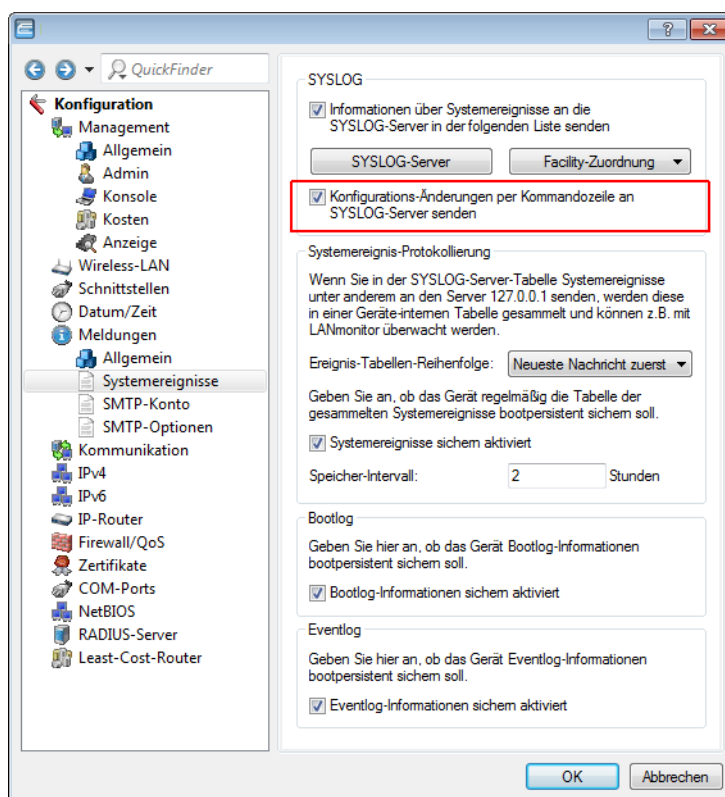 ?
X
QuickFinder
Konfiguration
Management
Allgemein
Admin
Konsole
Kosten
Anzeige
Wireless-LAN
Schnittstellen
Datum/Zeit
Meldungen
Allgemein
Systemereignisse
SMTP-Konto
SMTP-Optionen
Kommunikation
IPv4
IPv6
IP-Router
Firewall/QoS
Zertifikate
COM-Ports
NetBIOS
RADIUS-Server
Least-Cost-Router
SYSLOG
Informationen über Systemereignisse an die
SYSLOG-Server in der folgenden Liste senden
SYSLOG-Server
Facility-Zuordnung
Konfigurations-Änderungen per Kommandozeile an
SYSLOG-Server senden
Systemereignis-Protokollierung
Wenn Sie in der SYSLOG-Server-Tabelle Systemereignisse
unter anderem an den Server 127.0.0.1 senden, werden diese
in einer Geräte-internen Tabelle gesammelt und können z.B. mit
LANmonitor überwacht werden.
Ereignis-Tabellen-Reihenfolge: Neueste Nachricht zuerst
Geben Sie an, ob das Gerät regelmäßig die Tabelle der
gesammelten Systemereignisse bootpersistent sichern soll.
Systemereignisse sichern aktiviert
Speicher-Intervall: 2 Stunden
Bootlog
Geben Sie hier an, ob das Gerät Bootlog-Informationen
bootpersistent sichern soll.
Bootlog-Informationen sichern aktiviert
Eventlog
Geben Sie hier an, ob das Gerät Eventlog-Informationen
bootpersistent sichern soll.
Eventlog-Informationen sichern aktiviert
OK
Abbrechen